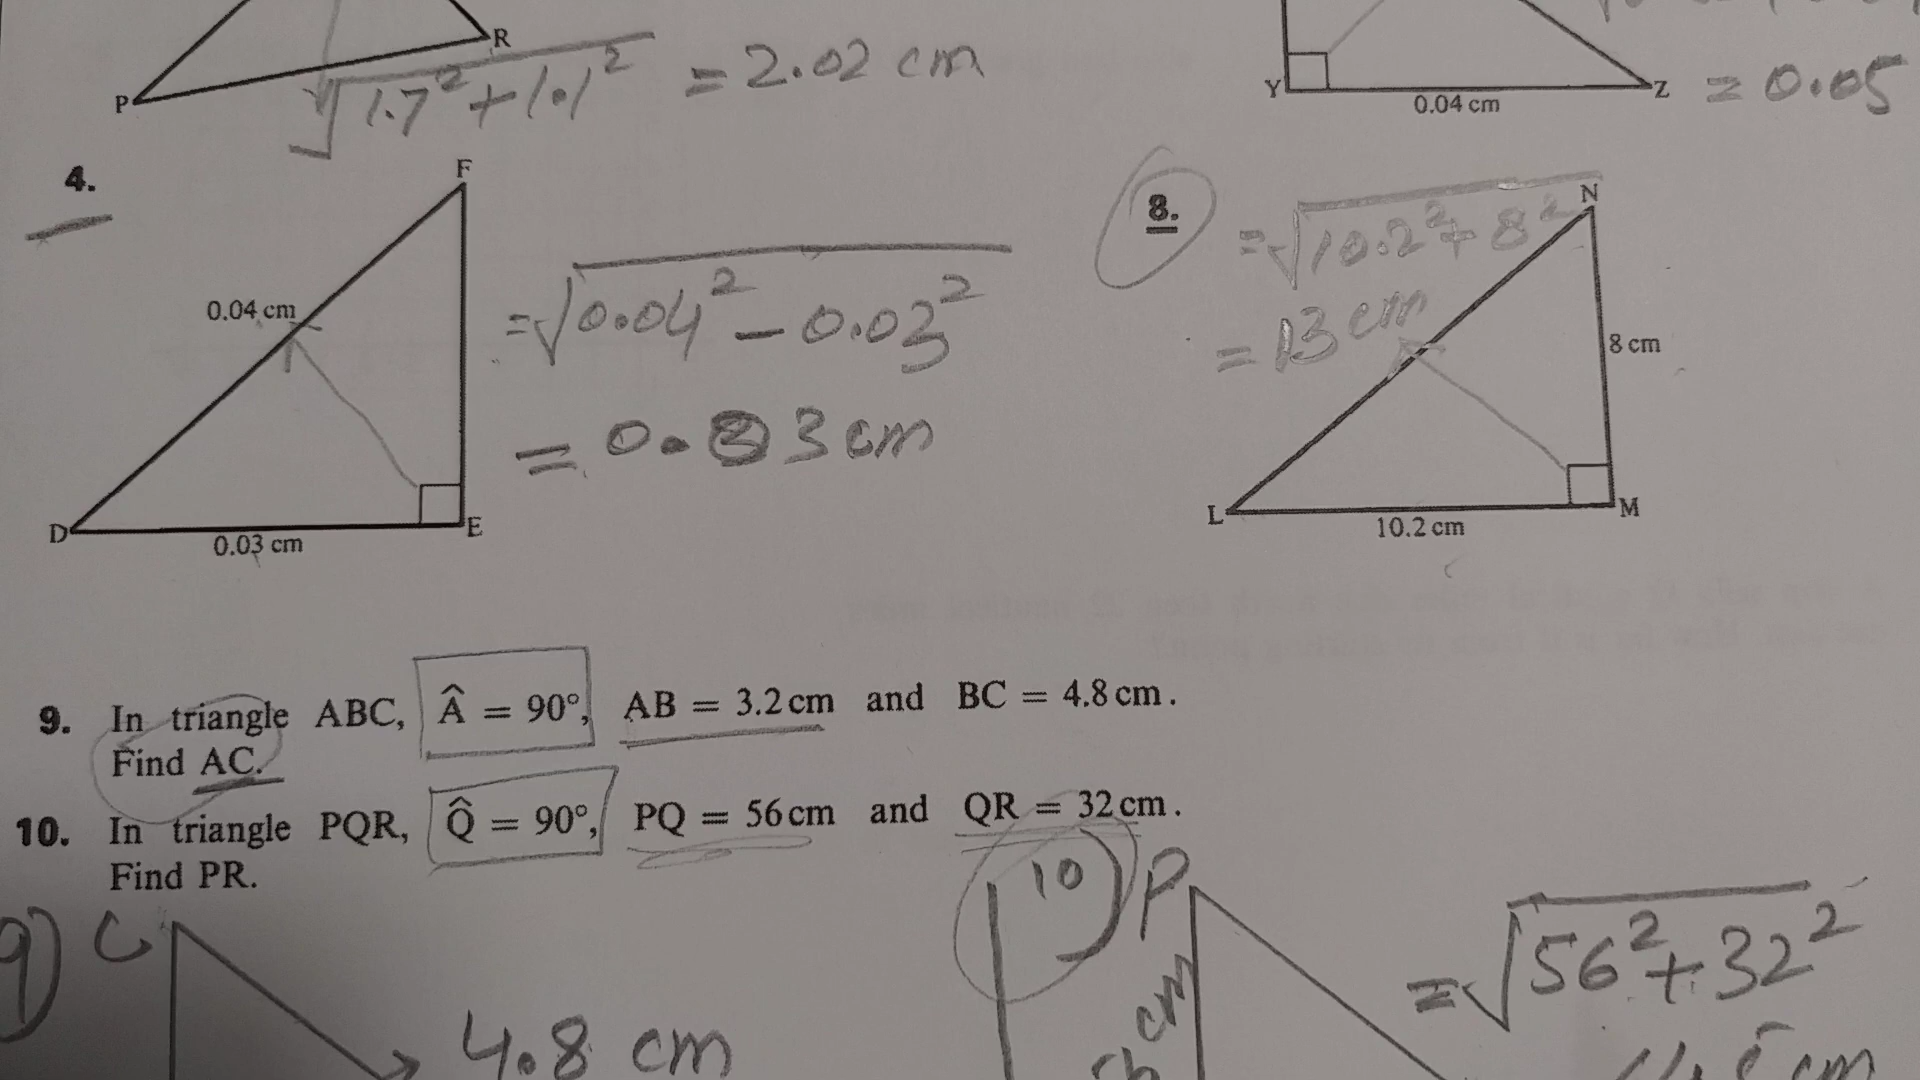 R
P
√1.7² + 1.1² = 2.02 cm
Y
Z
0.04 cm
= 0.05
4.
F
0.04 cm
D
E
0.03 cm
= √0.04² - 0.03²
= 0.03 cm
8.
N
= √10.2² + 8²
= 13 cm
8 cm
L
M
10.2 cm
9. In triangle ABC, Â = 90°, AB = 3.2 cm and BC = 4.8 cm.
Find AC.
10. In triangle PQR, Q̂ = 90°, PQ = 56 cm and QR = 32 cm.
Find PR.
9) C
4.8 cm
10) P
cm
= √56² + 32²
cm